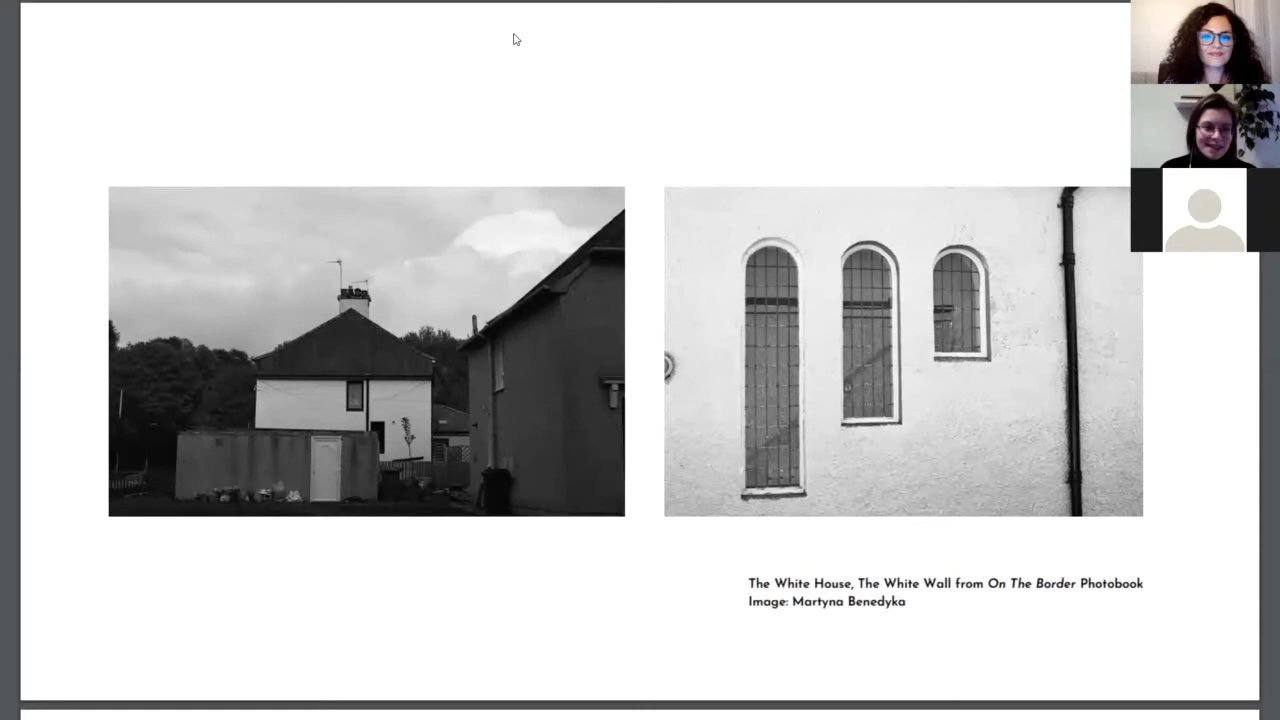 The White House, The White Wall from On The Border Photobook
Image: Martyna Benedyka